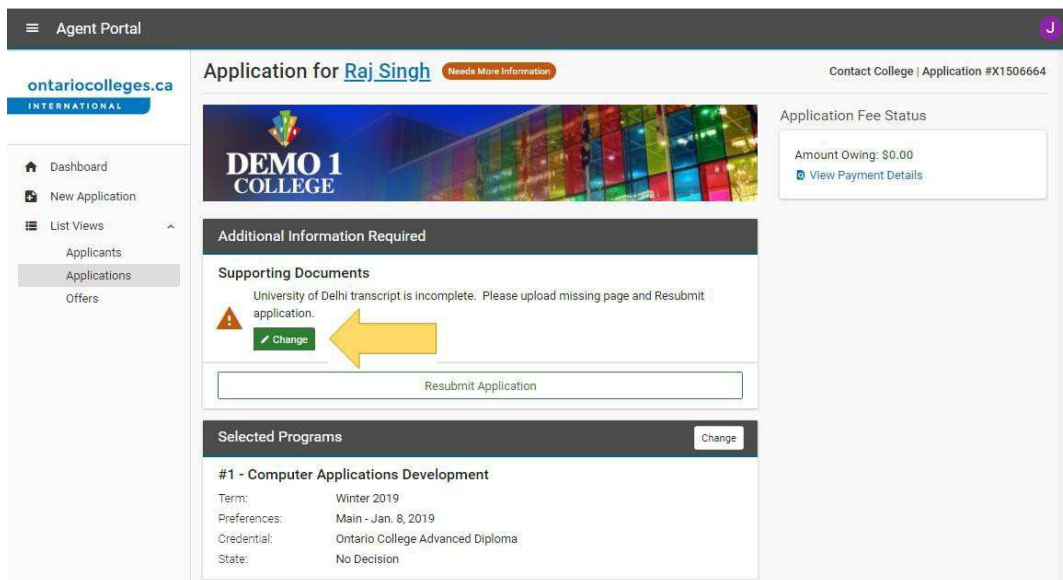 Agent Portal
J
ontariocolleges.ca
INTERNATIONAL
Dashboard
New Application
List Views
Applicants
Applications
Offers
Application for Raj Singh
Needs More Information
Contact College | Application #X1506664
DEMO 1
COLLEGE
Application Fee Status
Amount Owing: $0.00
View Payment Details
Additional Information Required
Supporting Documents
University of Delhi transcript is incomplete. Please upload missing page and Resubmit
application.
Change
Resubmit Application
Selected Programs
Change
#1 - Computer Applications Development
Term: Winter 2019
Preferences: Main - Jan. 8, 2019
Credential: Ontario College Advanced Diploma
State: No Decision